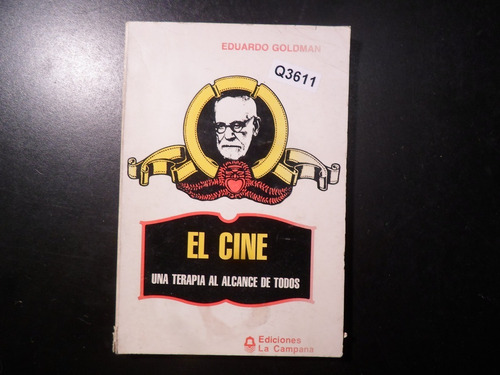 EDUARDO GOLDMAN
Q3611
EL CINE
UNA TERAPIA AL ALCANCE DE TODOS
Ediciones
La Campana